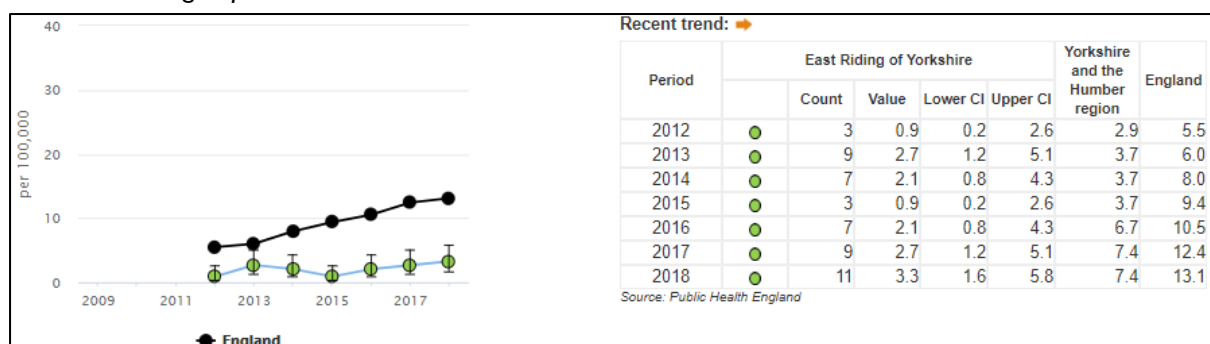 40
30
20
10
0
per 100,000
2009 2011 2013 2015 2017
England
Recent trend:
Period East Riding of Yorkshire Yorkshire and the Humber region England
Count Value Lower CI Upper CI
2012 3 0.9 0.2 2.6 2.9 5.5
2013 9 2.7 1.2 5.1 3.7 6.0
2014 7 2.1 0.8 4.3 3.7 8.0
2015 3 0.9 0.2 2.6 3.7 9.4
2016 7 2.1 0.8 4.3 6.7 10.5
2017 9 2.7 1.2 5.1 7.4 12.4
2018 11 3.3 1.6 5.8 7.4 13.1
Source: Public Health England